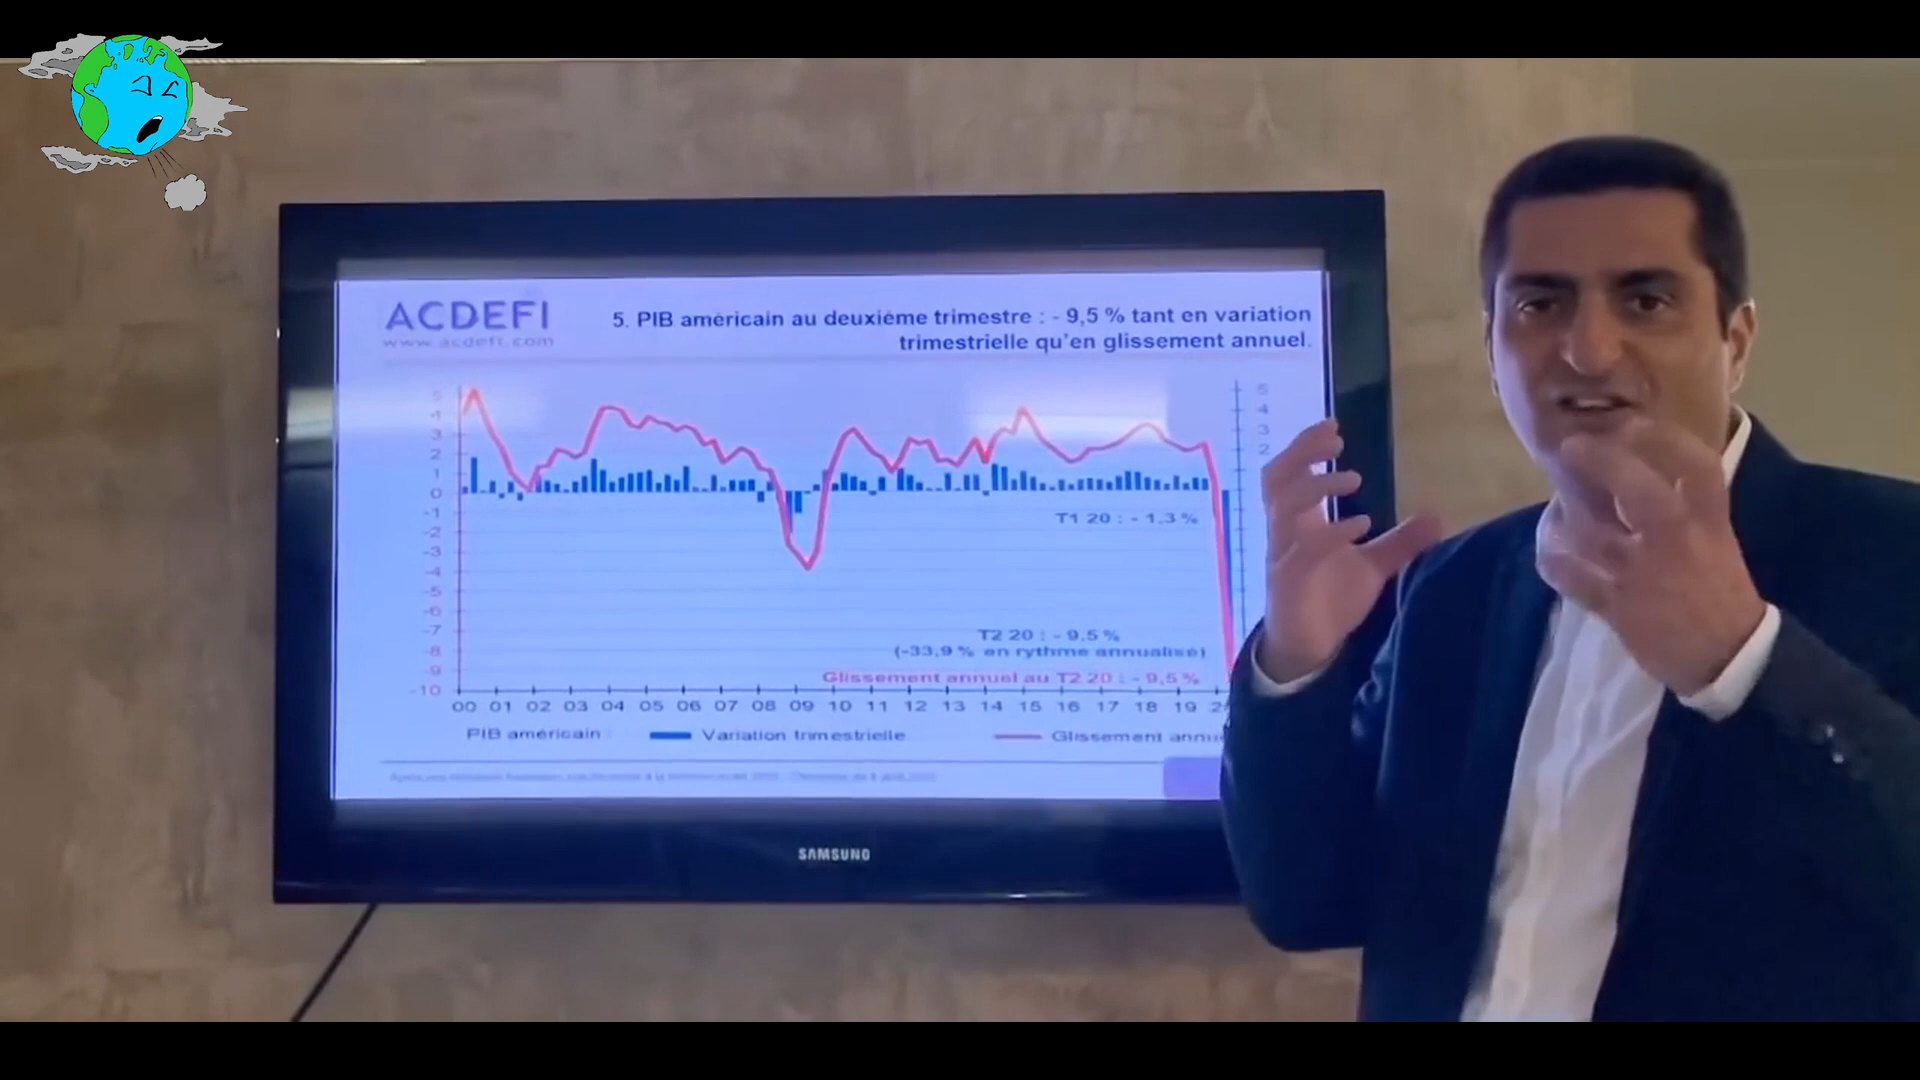 ACDEFI
www.acdefi.com
5. PIB américain au deuxième trimestre : - 9,5 % tant en variation
trimestrielle qu'en glissement annuel.
5
4
3
2
1
0
-1
-2
-3
-4
-5
-6
-7
-8
-9
-10
5
4
3
2
T1 20 : - 1,3 %
T2 20 : - 9,5 %
(-33,9 % en rythme annualisé)
Glissement annuel au T2 20 : - 9,5 %
00 01 02 03 04 05 06 07 08 09 10 11 12 13 14 15 16 17 18 19
PIB américain : Variation trimestrielle Glissement
SAMSUNG